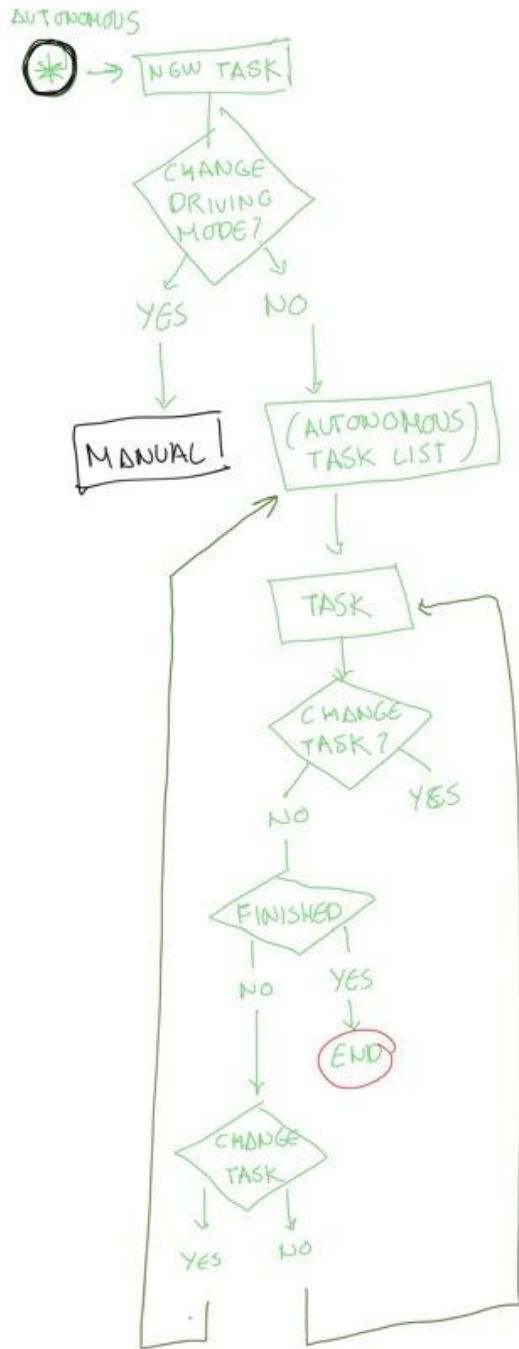 AUTONOMOUS
*
NEW TASK
CHANGE
DRIVING
MODE?
YES
NO
MANUAL
(AUTONOMOUS)
TASK LIST
TASK
CHANGE
TASK?
NO
YES
FINISHED
NO
YES
END
CHANGE
TASK
YES
NO